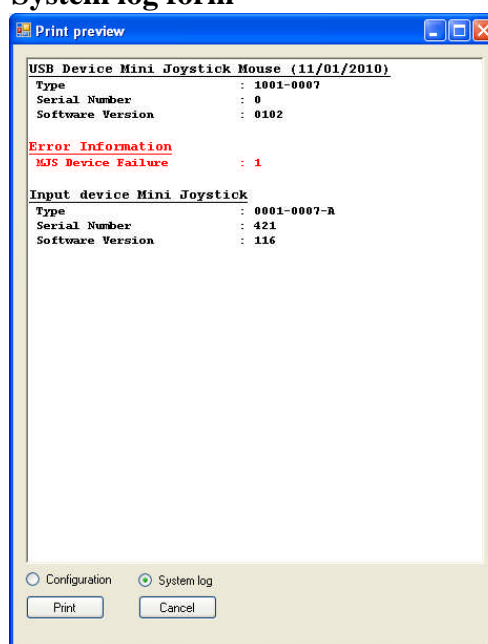 System log form
Print preview
USB Device Mini Joystick Mouse (11/01/2010)
Type : 1001-0007
Serial Number : 0
Software Version : 0102
Error Information
MJS Device Failure : 1
Input device Mini Joystick
Type : 0001-0007-A
Serial Number : 421
Software Version : 116
Configuration System log
Print Cancel